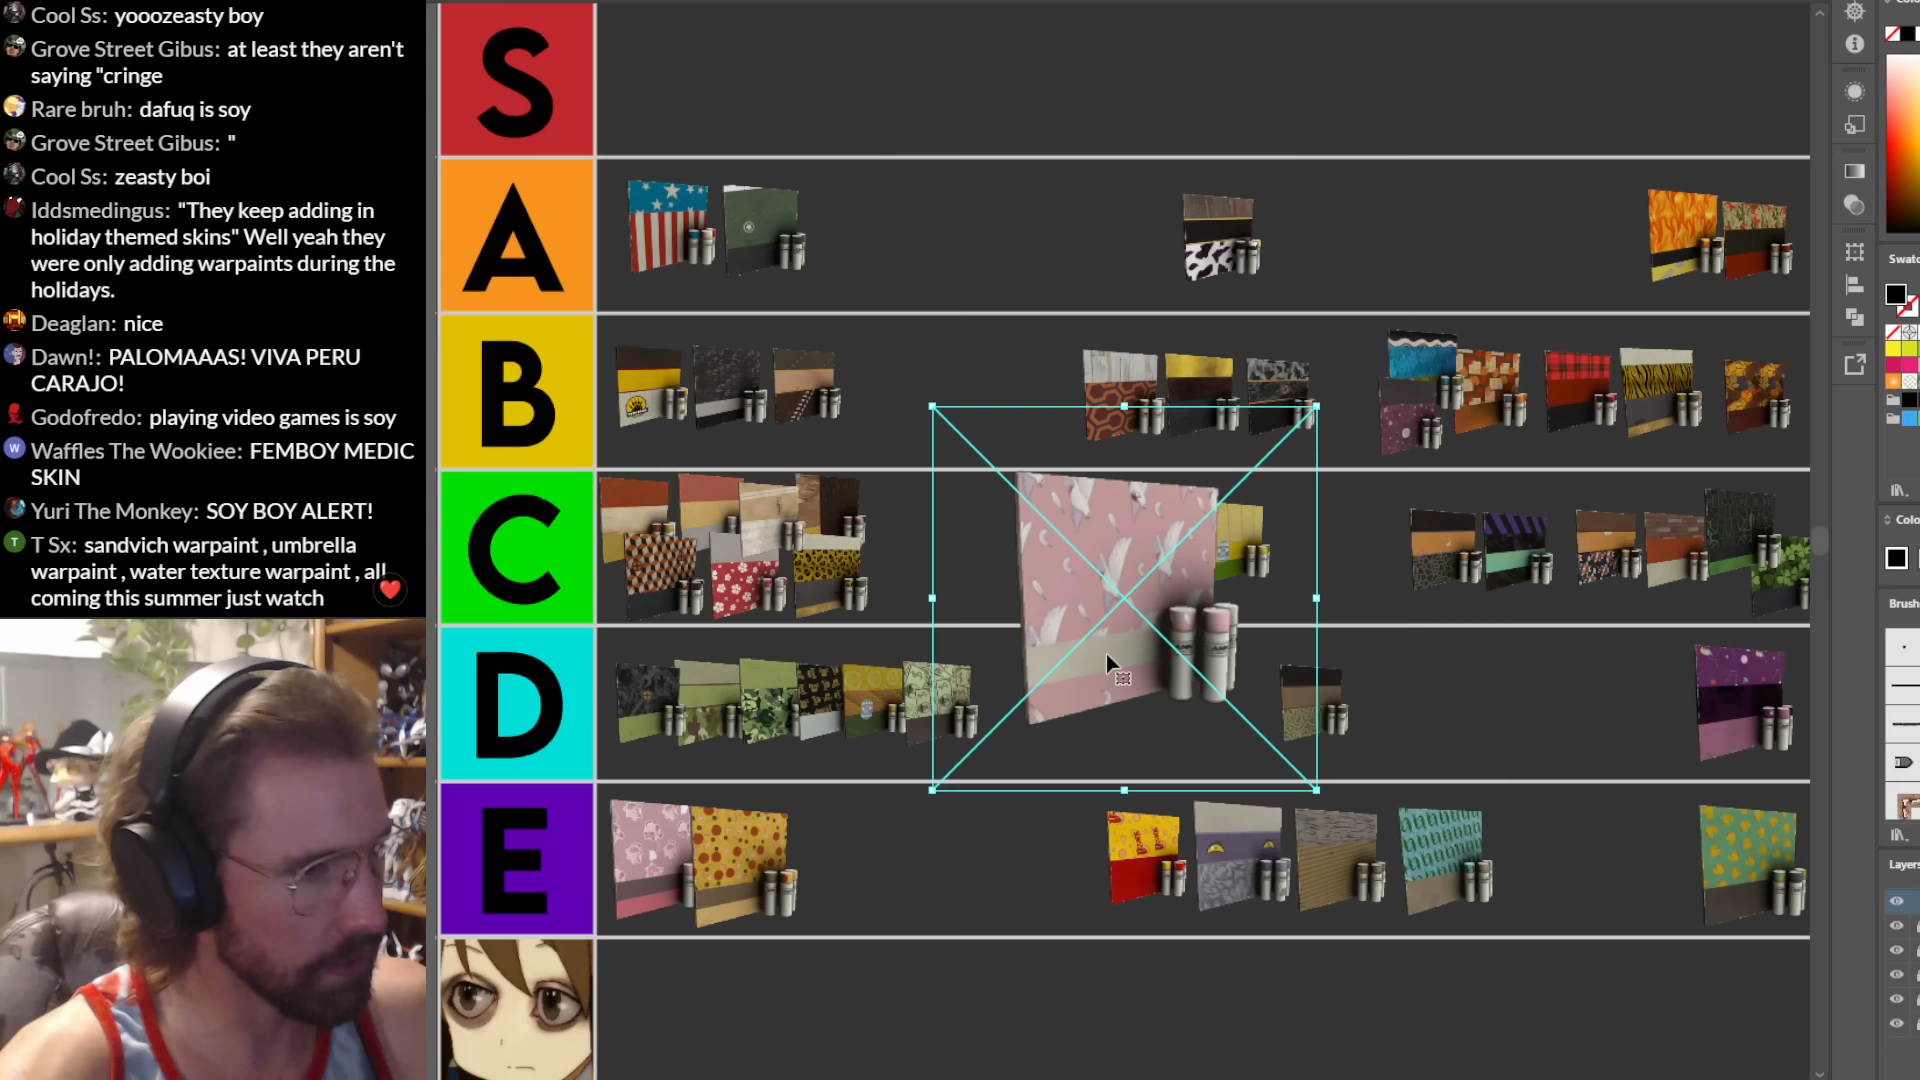 Cool Ss: yooozeasty boy
Grove Street Gibus: at least they aren't
saying "cringe
Rare bruh: dafuq is soy
Grove Street Gibus: "
Cool Ss: zeasty boi
Iddsmedingus: "They keep adding in
holiday themed skins" Well yeah they
were only adding warpaints during the
holidays.
Deaglan: nice
Dawn!: PALOMAAAS! VIVA PERU
CARAJO!
Godofredo: playing video games is soy
W
Waffles The Wookiee: FEMBOY MEDIC
SKIN
Yuri The Monkey: SOY BOY ALERT!
T
T Sx: sandvich warpaint , umbrella
warpaint , water texture warpaint , all
coming this summer just watch
S
A
B
C
D
E
Swatc
Colo
Brushe
Layers